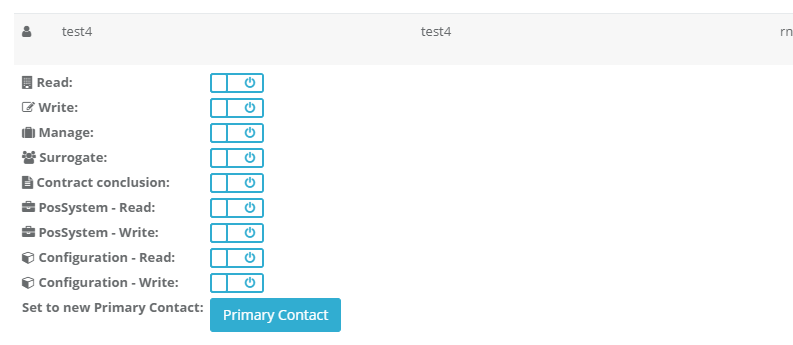 test4 test4 rn
Read:
Write:
Manage:
Surrogate:
Contract conclusion:
PosSystem - Read:
PosSystem - Write:
Configuration - Read:
Configuration - Write:
Set to new Primary Contact: Primary Contact